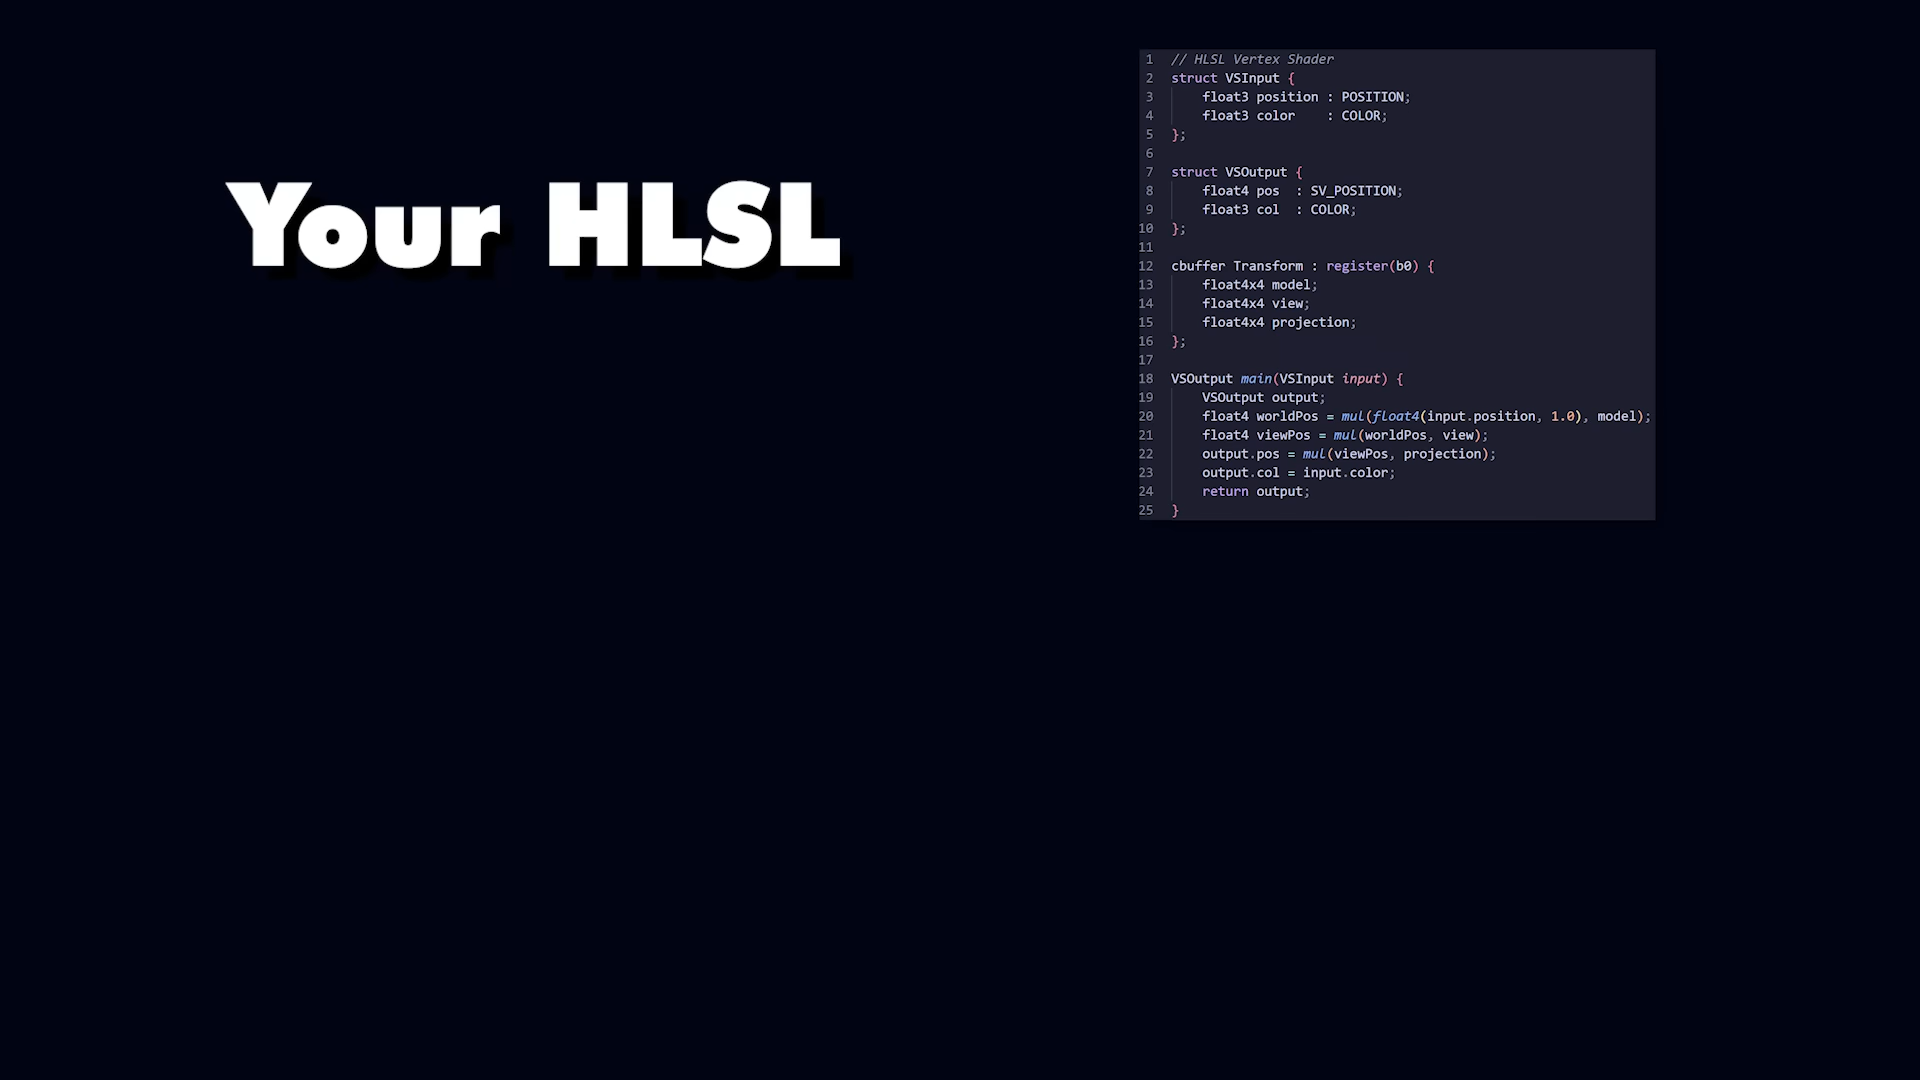 Your HLSL
1 // HLSL Vertex Shader
2 struct VSInput {
3     float3 position : POSITION;
4     float3 color    : COLOR;
5 };
6
7 struct VSOutput {
8     float4 pos  : SV_POSITION;
9     float3 col  : COLOR;
10 };
11
12 cbuffer Transform : register(b0) {
13     float4x4 model;
14     float4x4 view;
15     float4x4 projection;
16 };
17
18 VSOutput main(VSInput input) {
19     VSOutput output;
20     float4 worldPos = mul(float4(input.position, 1.0), model);
21     float4 viewPos = mul(worldPos, view);
22     output.pos = mul(viewPos, projection);
23     output.col = input.color;
24     return output;
25 }